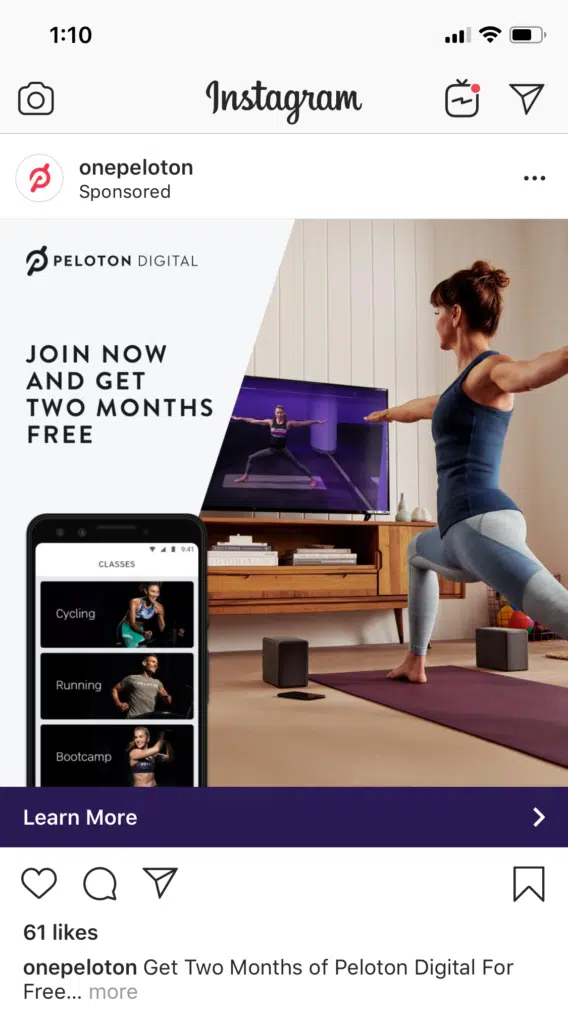 1:10
Instagram
onepeloton
Sponsored
PELOTON DIGITAL
JOIN NOW
AND GET
TWO MONTHS
FREE
9:41
CLASSES
Cycling
Running
Bootcamp
Learn More
61 likes
onepeloton Get Two Months of Peloton Digital For
Free... more